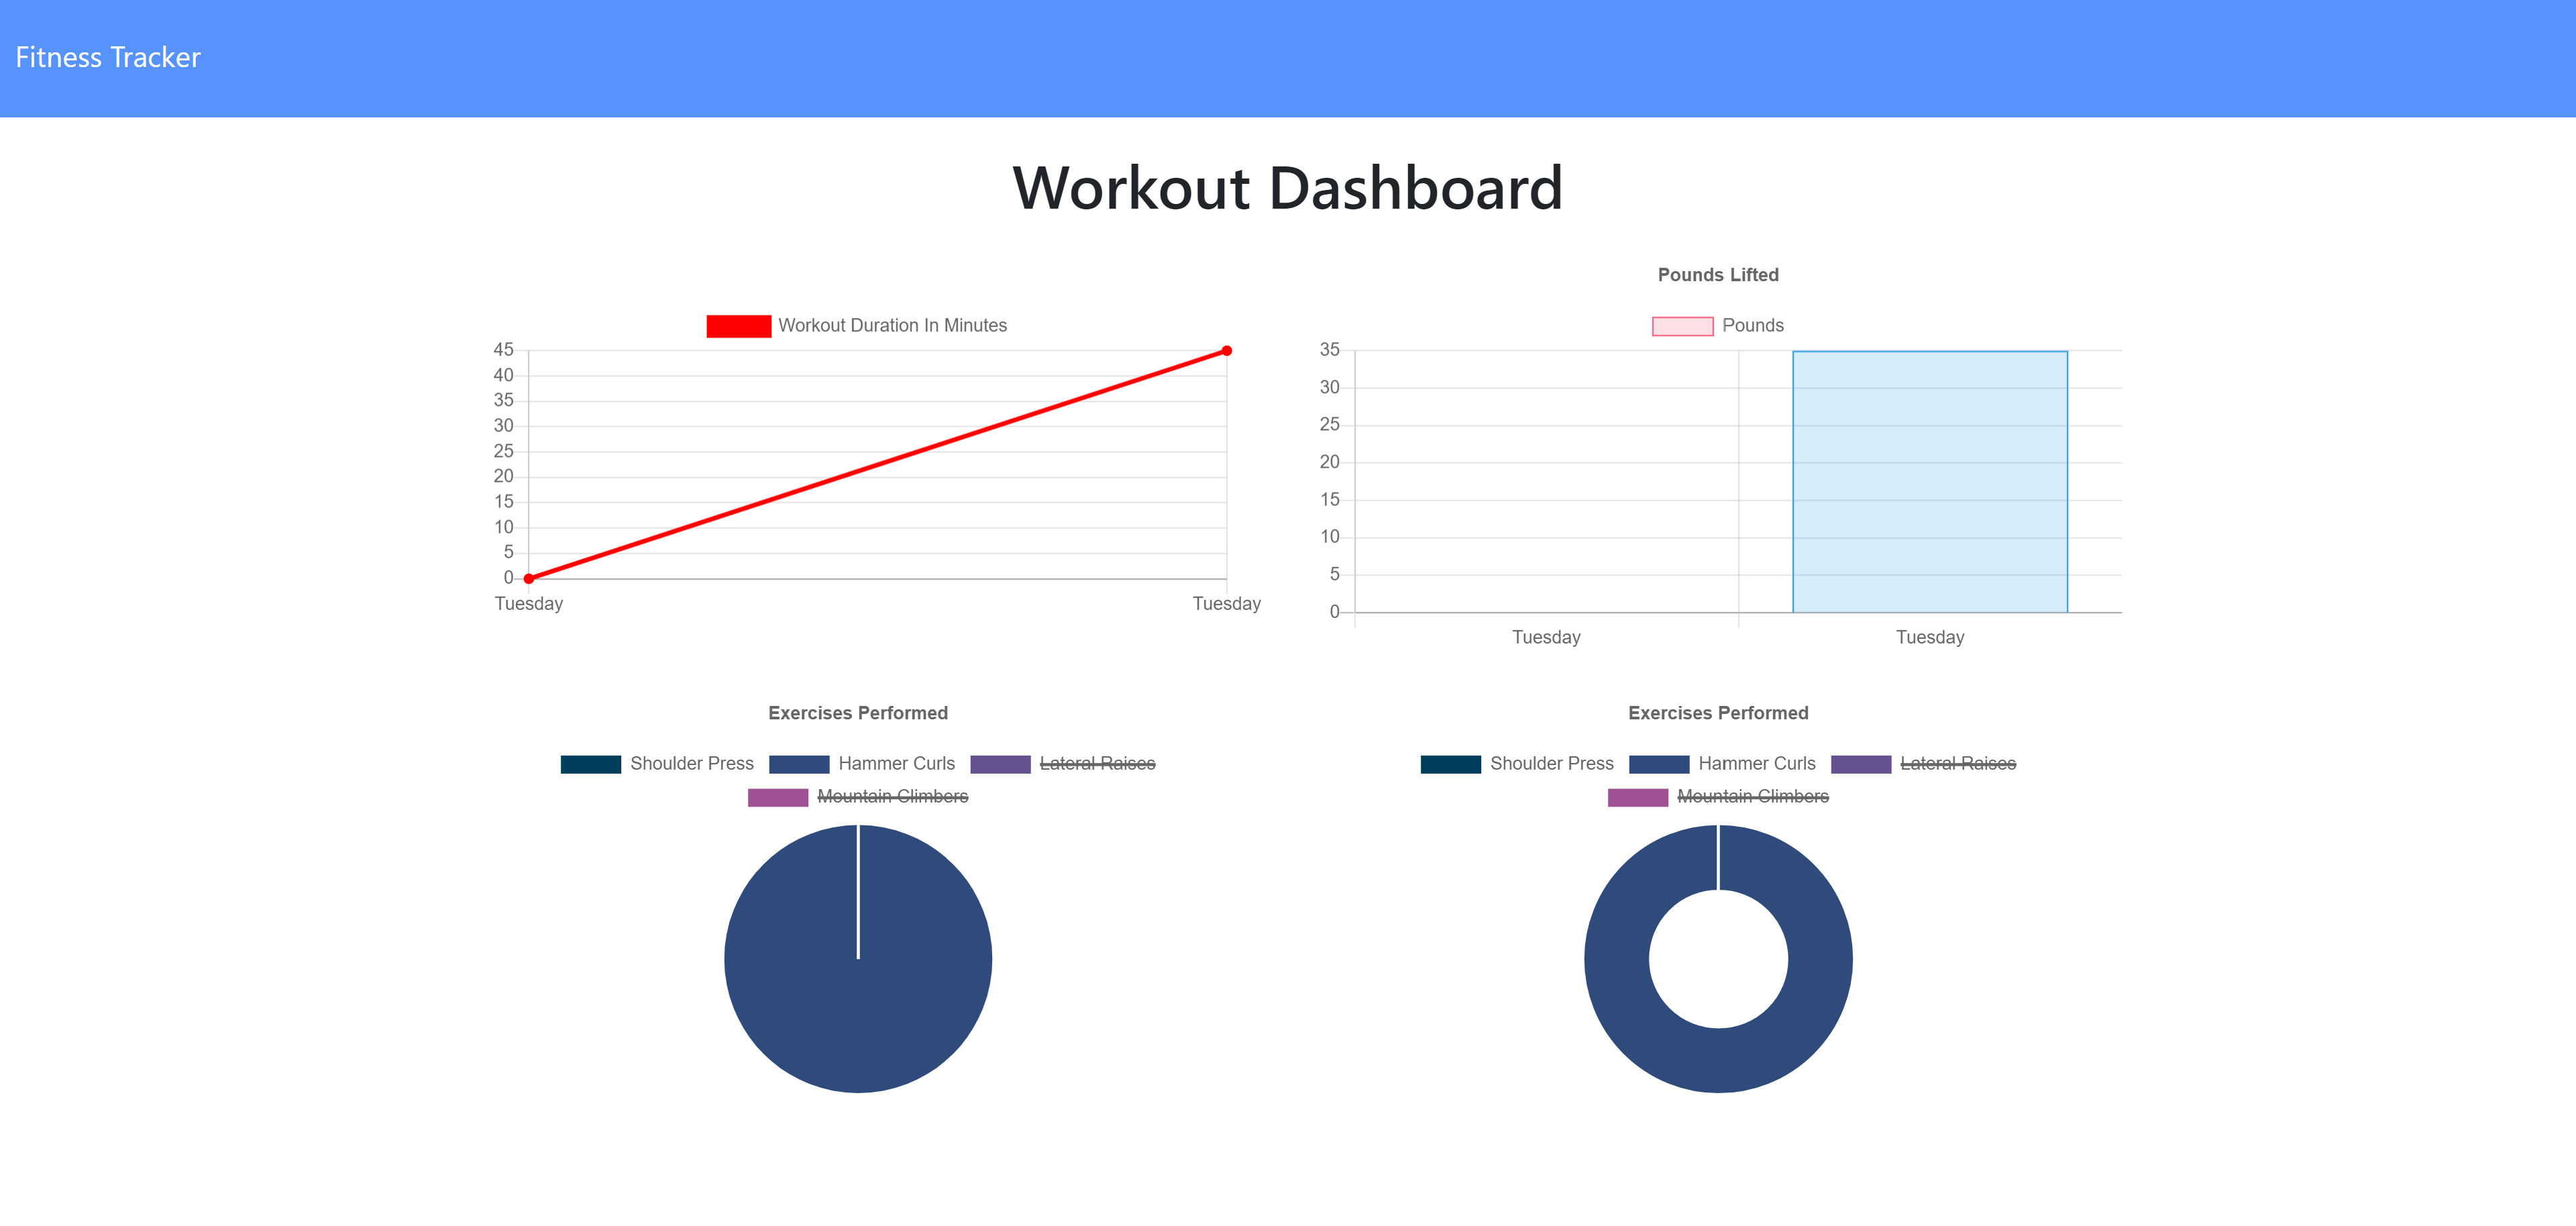 Fitness Tracker
Workout Dashboard
Workout Duration In Minutes
45
40
35
30
25
20
15
10
5
0
Tuesday Tuesday
Pounds Lifted
Pounds
35
30
25
20
15
10
5
0
Tuesday Tuesday
Exercises Performed
Shoulder Press Hammer Curls Lateral Raises
Mountain Climbers
Exercises Performed
Shoulder Press Hammer Curls Lateral Raises
Mountain Climbers